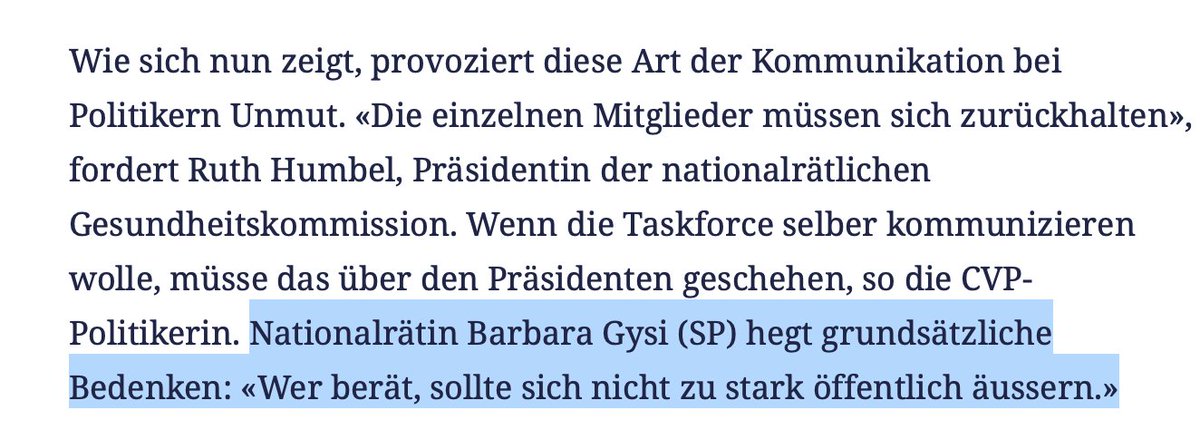 Wie sich nun zeigt, provoziert diese Art der Kommunikation bei
Politikern Unmut. «Die einzelnen Mitglieder müssen sich zurückhalten»,
fordert Ruth Humbel, Präsidentin der nationalrätlichen
Gesundheitskommission. Wenn die Taskforce selber kommunizieren
wolle, müsse das über den Präsidenten geschehen, so die CVP-
Politikerin. Nationalrätin Barbara Gysi (SP) hegt grundsätzliche
Bedenken: «Wer berät, sollte sich nicht zu stark öffentlich äussern.»